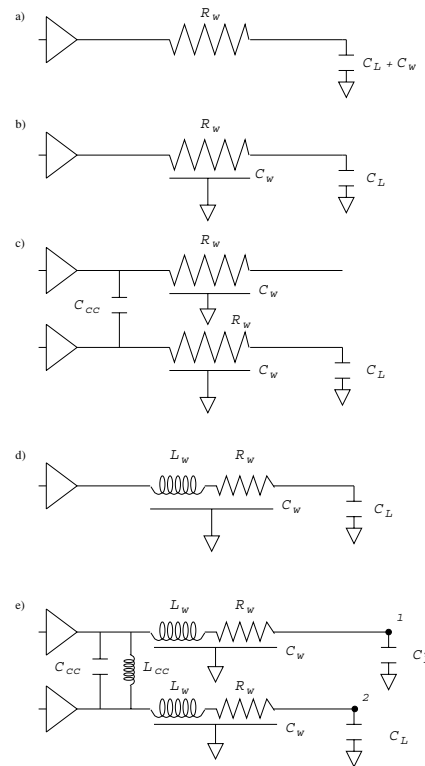 a)
R_w
C_L + C_w
b)
R_w
C_w
C_L
c)
R_w
C_CC
C_w
R_w
C_w
C_L
d)
L_w
R_w
C_w
C_L
e)
L_w
R_w
1
C_CC
L_CC
C_w
L_w
R_w
2
C_w
C_L